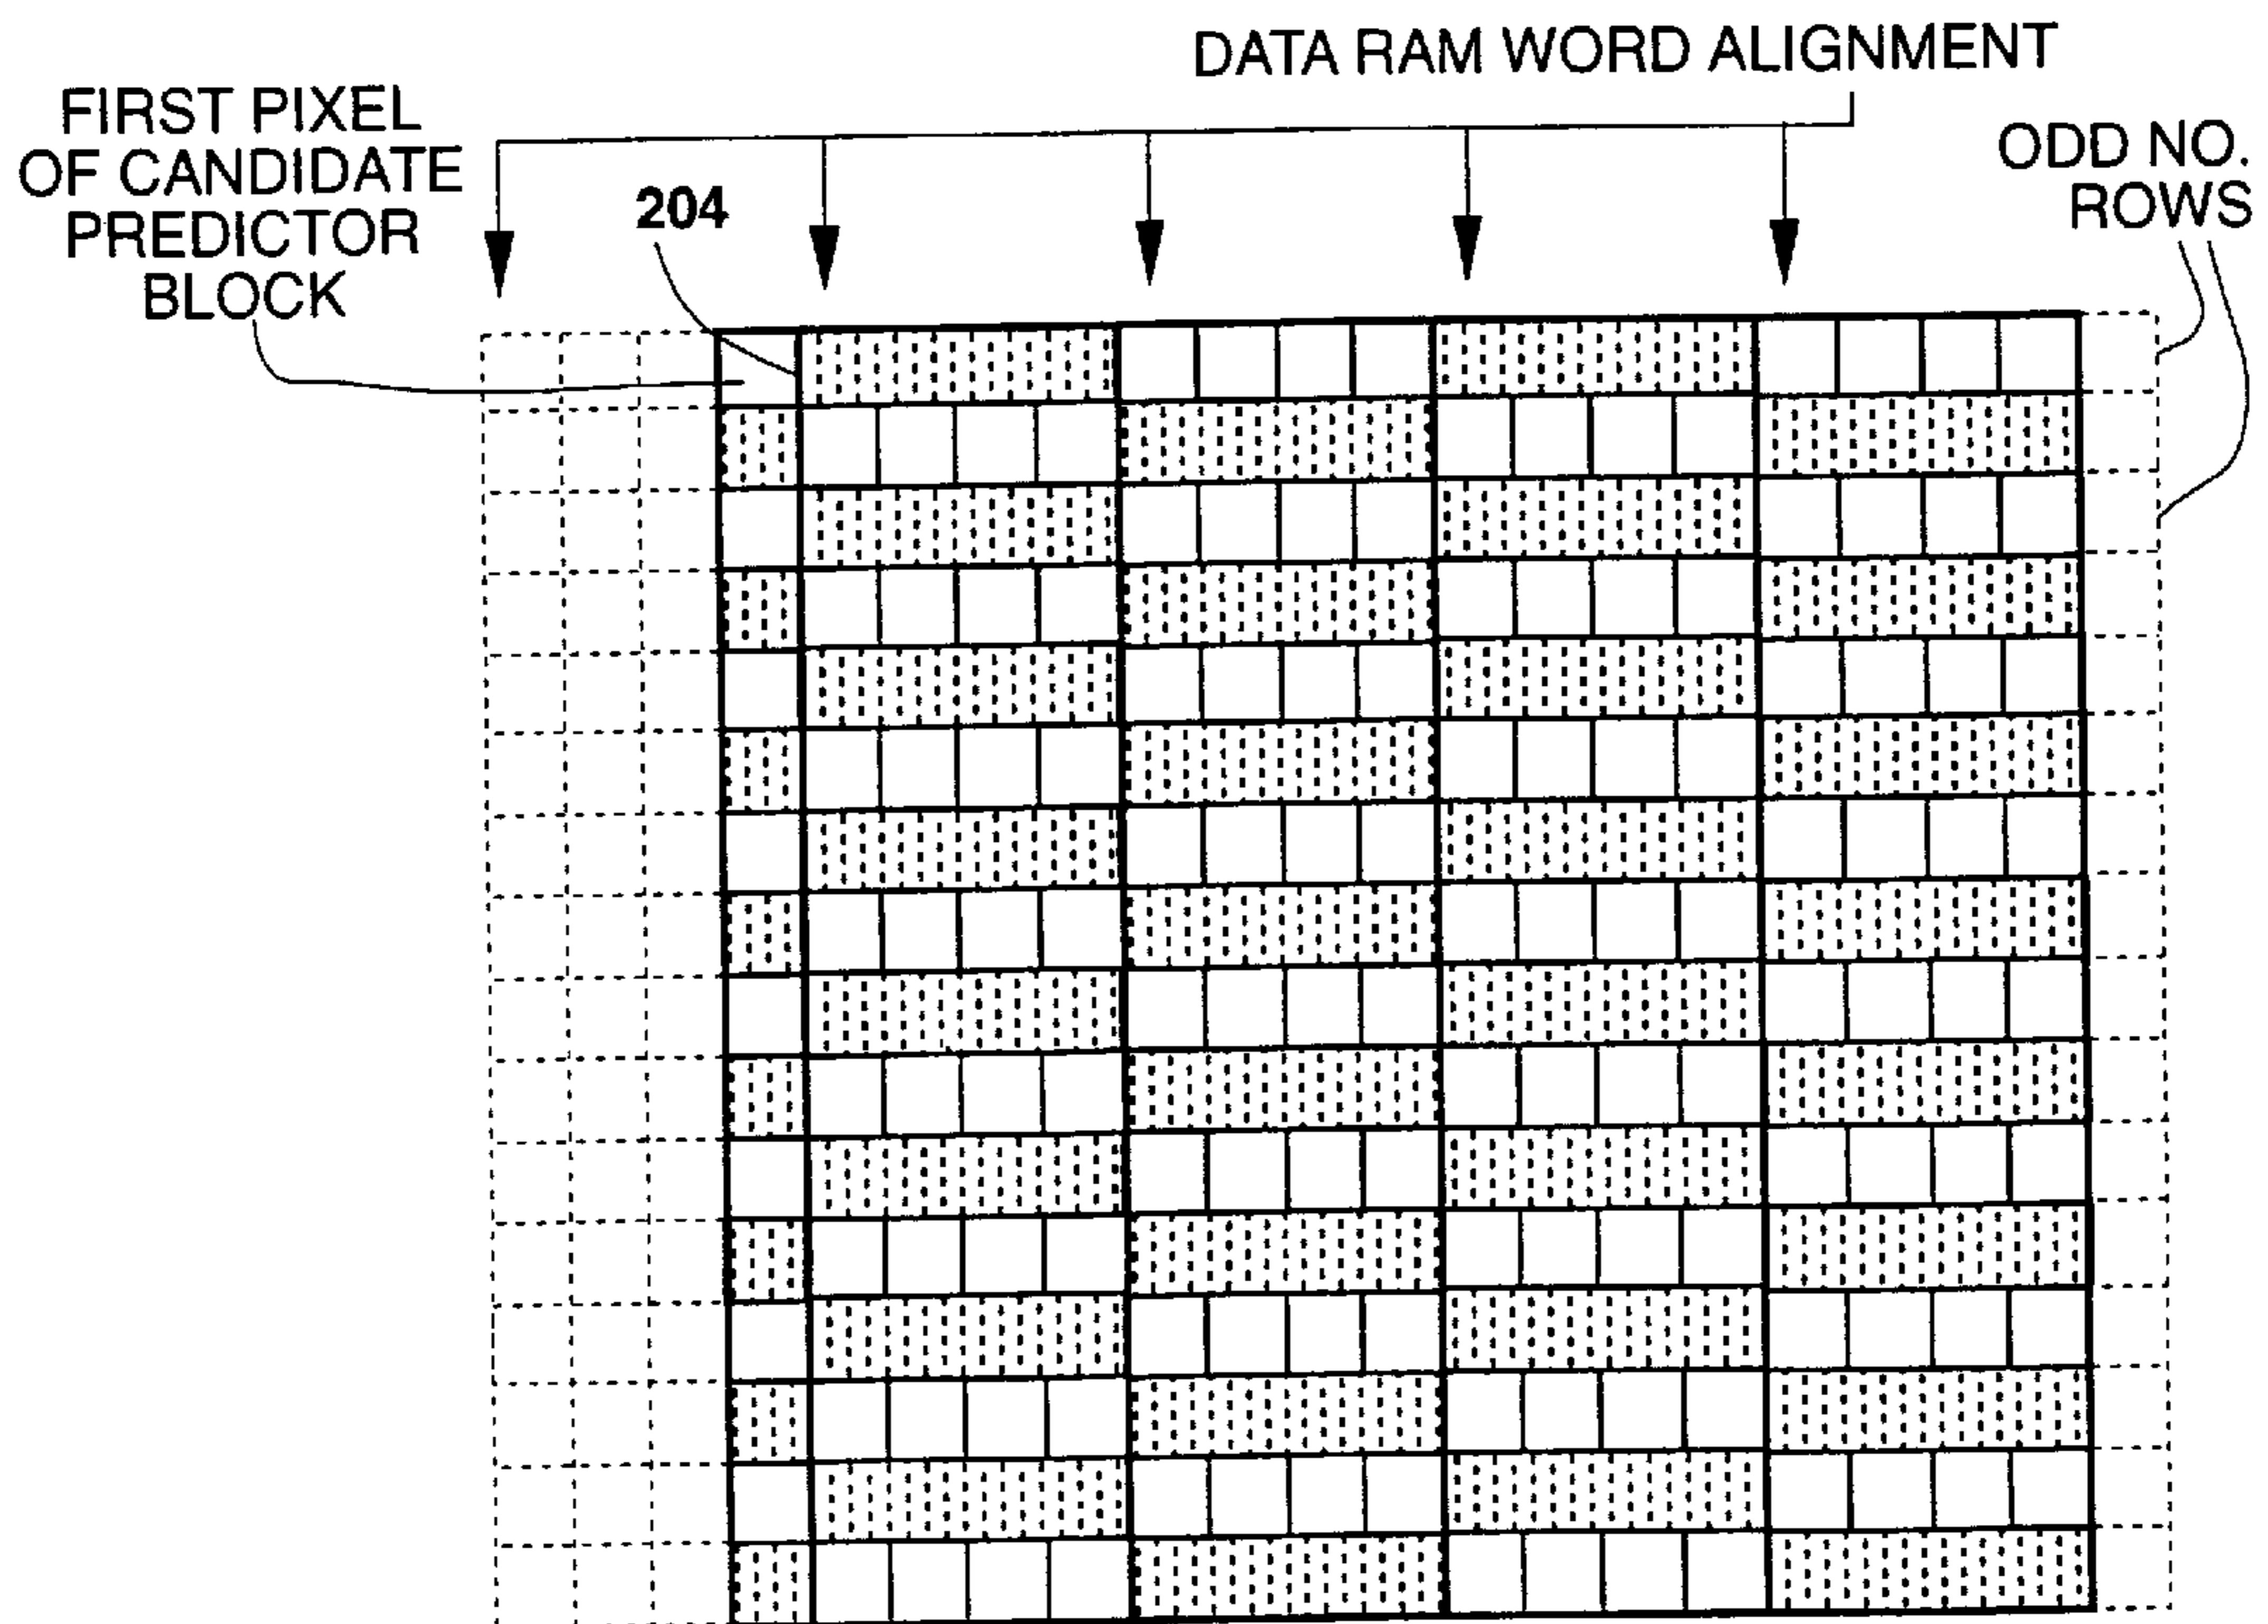 DATA RAM WORD ALIGNMENT
FIRST PIXEL
OF CANDIDATE
PREDICTOR
BLOCK
204
ODD NO.
ROWS